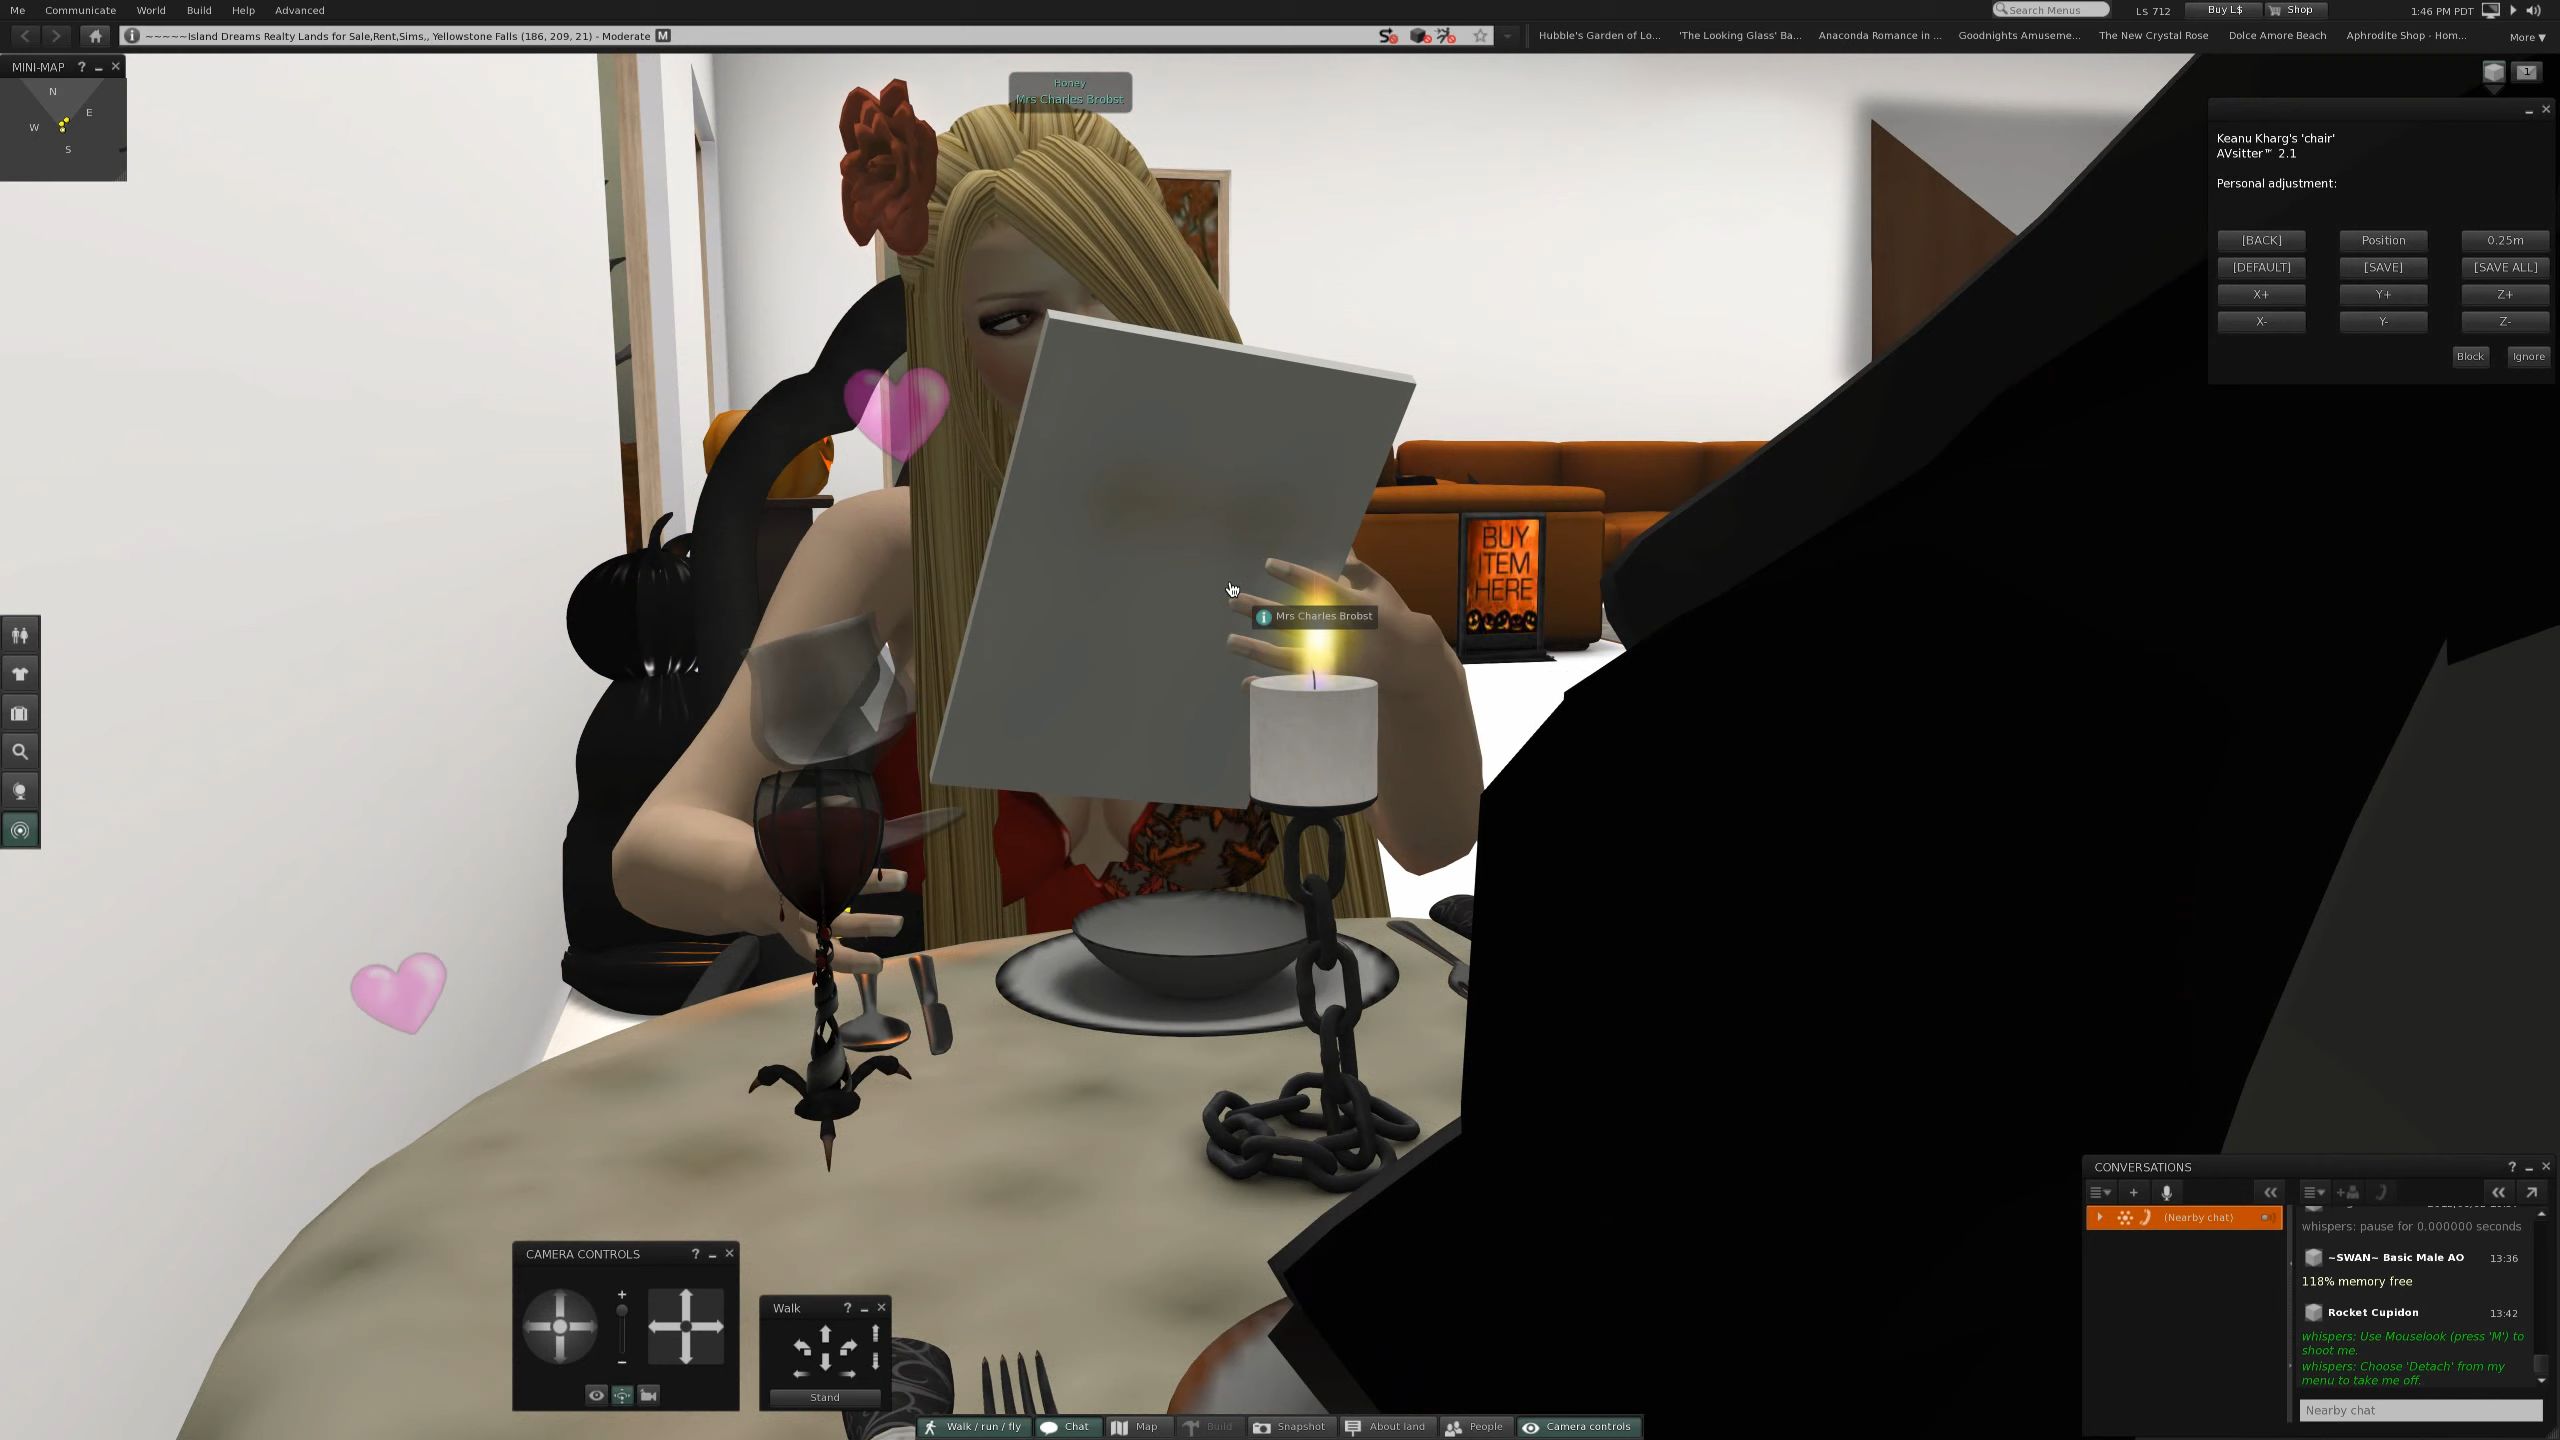 Me Communicate World Build Help Advanced
Search Menus
L$ 712
Buy L$
Shop
1:46 PM PDT
~~~~~Island Dreams Realty Lands for Sale,Rent,Sims,, Yellowstone Falls (186, 209, 21) - Moderate M
Hubble's Garden of Lo...
'The Looking Glass' Ba...
Anaconda Romance in ...
Goodnights Amuseme...
The New Crystal Rose
Dolce Amore Beach
Aphrodite Shop - Hom...
More ▼
MINI-MAP ? _ ×
N
E
W
S
Honey
Mrs Charles Brobst
1
Keanu Kharg's 'chair'
AVsitter™ 2.1
Personal adjustment:
[BACK] Position 0.25m
[DEFAULT] [SAVE] [SAVE ALL]
X+ Y+ Z+
X- Y- Z-
Block Ignore
BUY
ITEM
HERE
Mrs Charles Brobst
CONVERSATIONS
(Nearby chat)
whispers: pause for 0.000000 seconds
~SWAN~ Basic Male AO 13:36
118% memory free
Rocket Cupidon 13:42
whispers: Use Mouselook (press 'M') to
shoot me.
whispers: Choose 'Detach' from my
menu to take me off.
Nearby chat
CAMERA CONTROLS
Walk
Stand
Walk / run / fly
Chat
Map
Build
Snapshot
About land
People
Camera controls